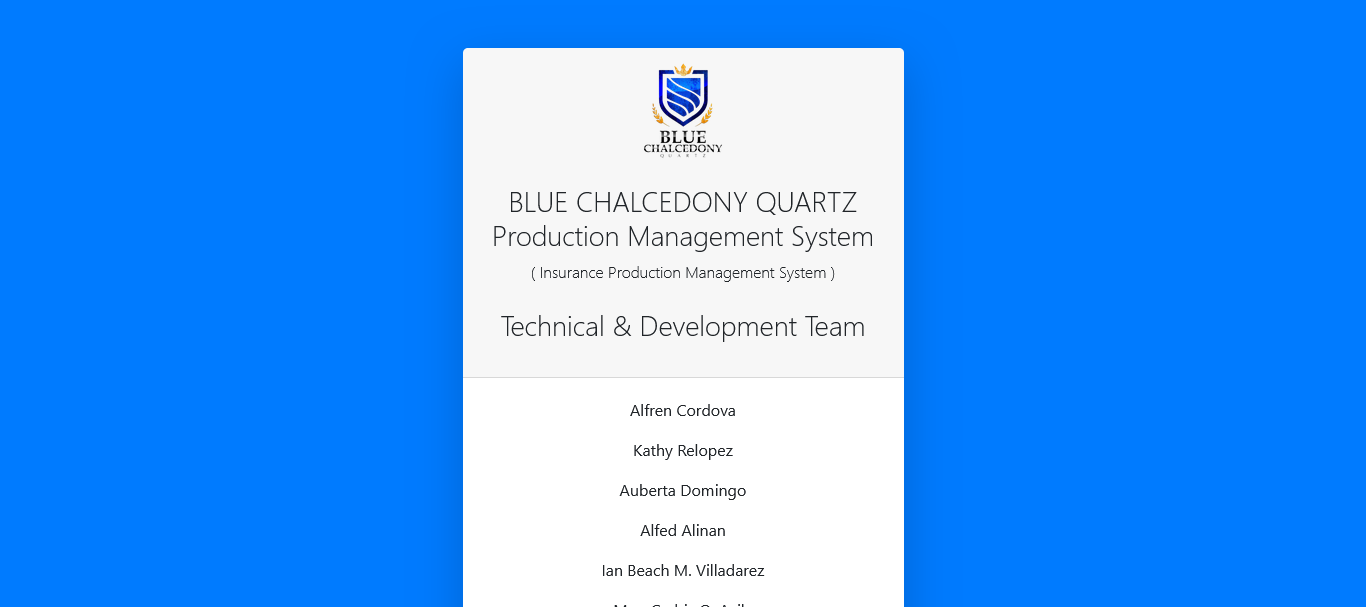 BLUE
CHALCEDONY
QUARTZ
BLUE CHALCEDONY QUARTZ
Production Management System
( Insurance Production Management System )
Technical & Development Team
Alfren Cordova
Kathy Relopez
Auberta Domingo
Alfed Alinan
Ian Beach M. Villadarez